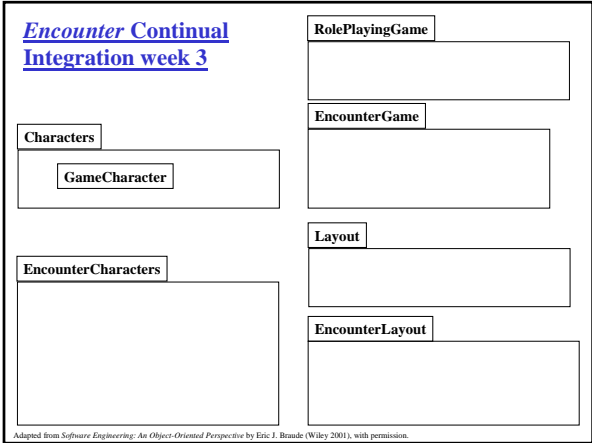 Encounter Continual
Integration week 3
Characters
GameCharacter
EncounterCharacters
RolePlayingGame
EncounterGame
Layout
EncounterLayout
Adapted from Software Engineering: An Object-Oriented Perspective by Eric J. Braude (Wiley 2001), with permission.